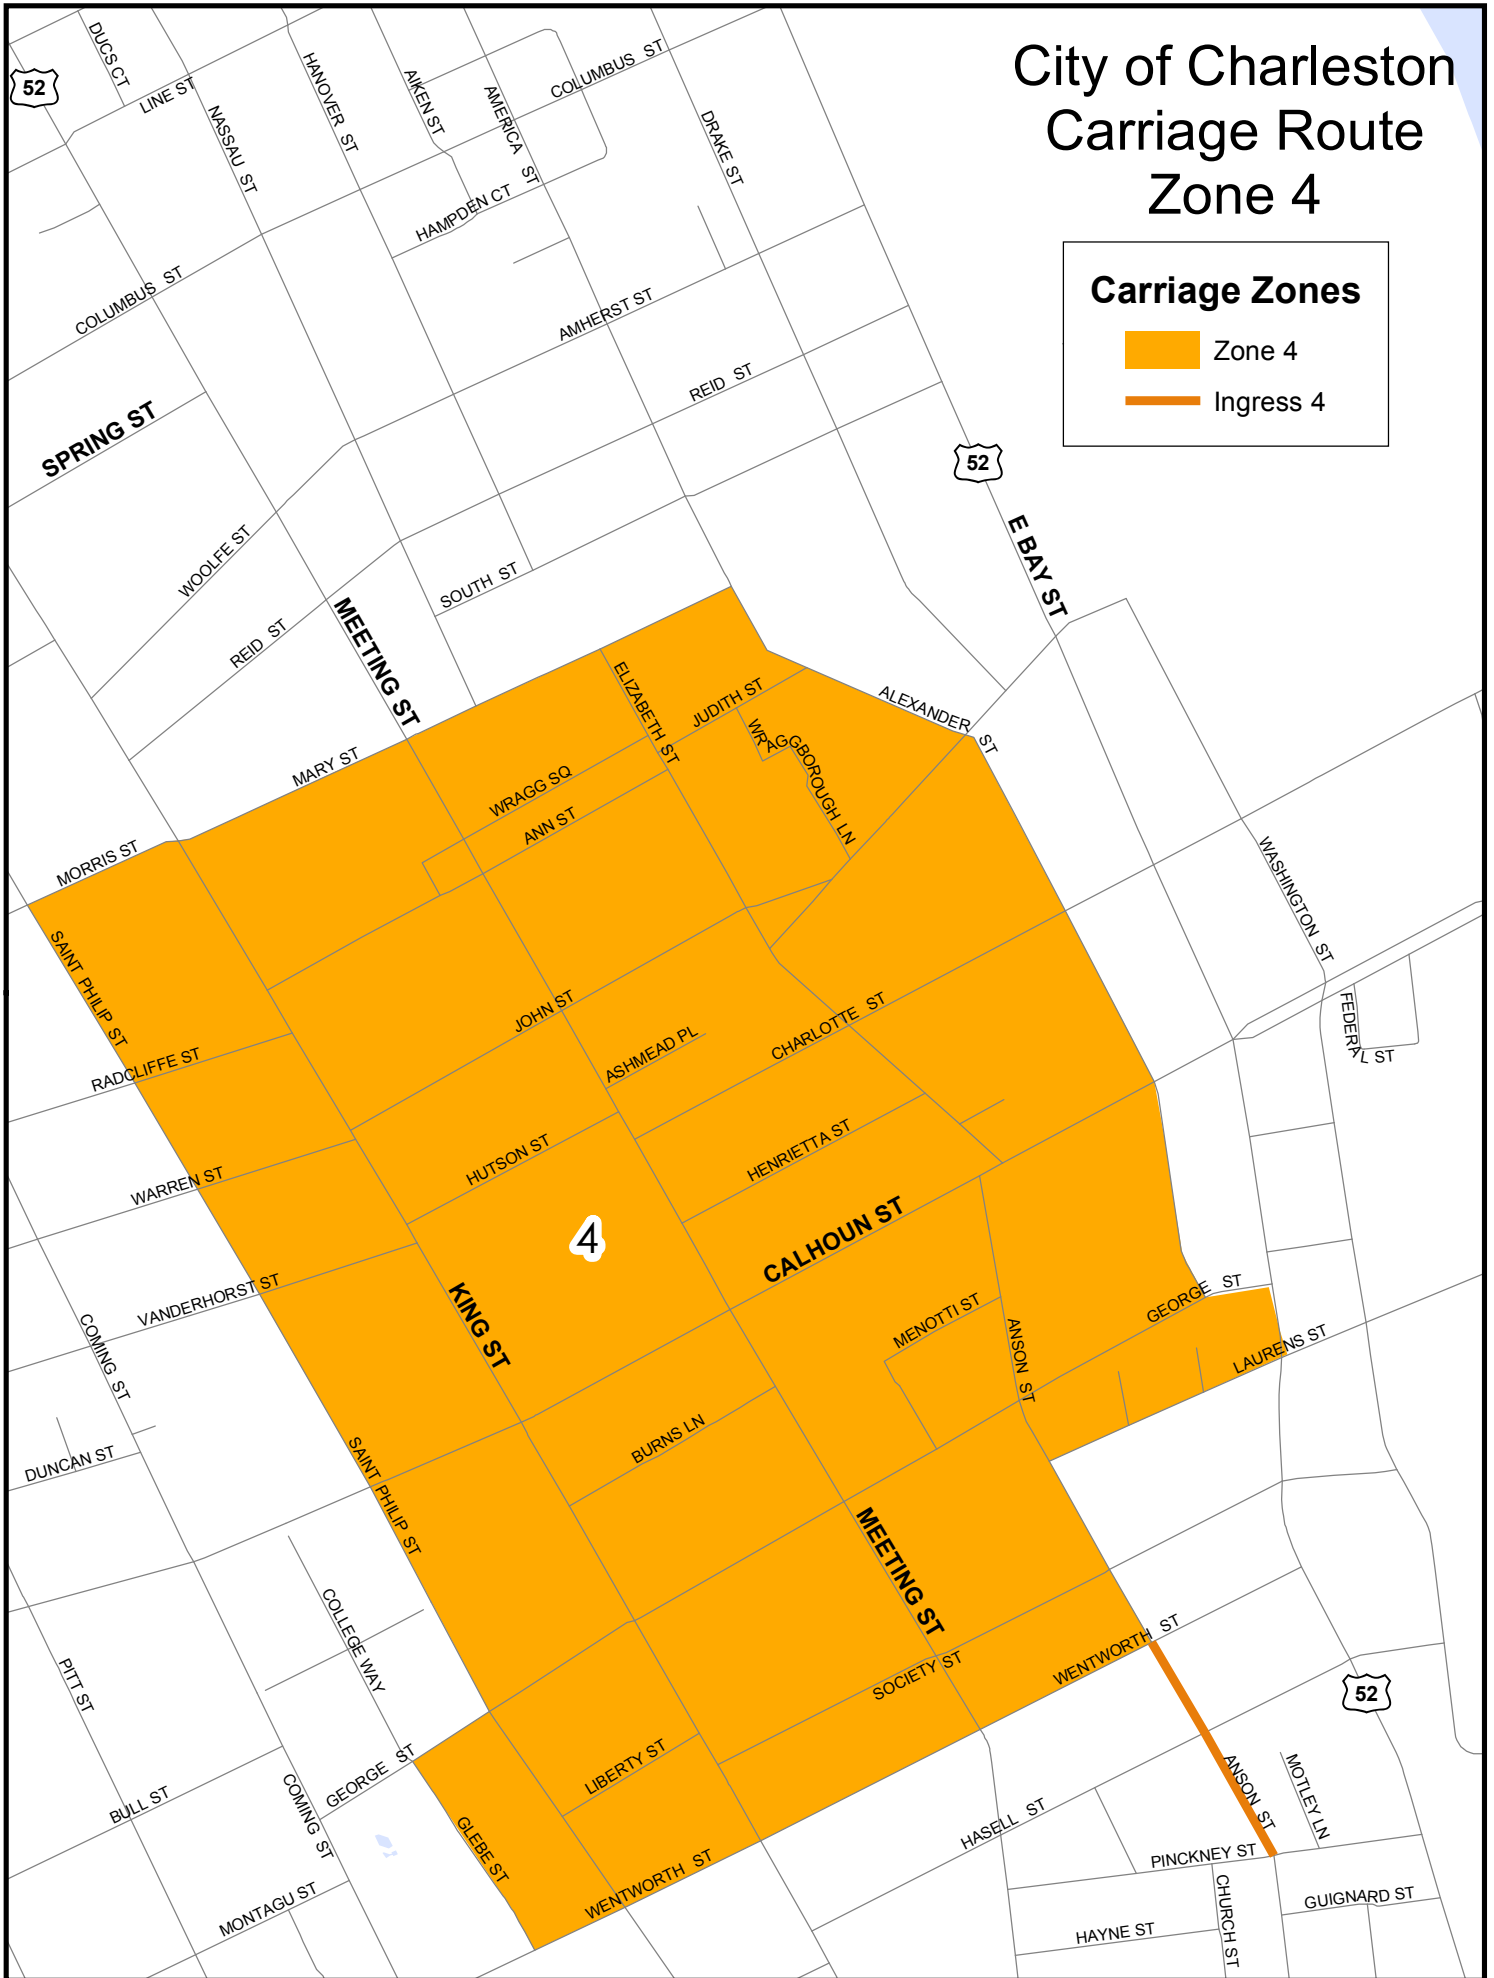 City of Charleston
Carriage Route
Zone 4
Carriage Zones
Zone 4
Ingress 4
DUCS CT
52
LINE ST
NASSAU ST
HANOVER ST
AIKEN ST
AMERICA ST
COLUMBUS ST
DRAKE ST
HAMPDEN CT
COLUMBUS ST
AMHERST ST
REID ST
SPRING ST
52
E BAY ST
WOOLFE ST
REID ST
SOUTH ST
MEETING ST
ELIZABETH ST
JUDITH ST
ALEXANDER ST
WRAGGBOROUGH LN
MARY ST
WRAGG SQ
ANN ST
MORRIS ST
WASHINGTON ST
SAINT PHILIP ST
JOHN ST
ASHMEAD PL
CHARLOTTE ST
FEDERAL ST
RADCLIFFE ST
HUTSON ST
HENRIETTA ST
WARREN ST
4
CALHOUN ST
VANDERHORST ST
KING ST
MENOTTI ST
ANSON ST
GEORGE ST
LAURENS ST
COMING ST
BURNS LN
DUNCAN ST
SAINT PHILIP ST
MEETING ST
COLLEGE WAY
PITT ST
SOCIETY ST
WENTWORTH ST
52
LIBERTY ST
GEORGE ST
BULL ST
COMING ST
GLEBE ST
ANSON ST
MOTLEY LN
HASELL ST
PINCKNEY ST
WENTWORTH ST
MONTAGU ST
CHURCH ST
GUIGNARD ST
HAYNE ST